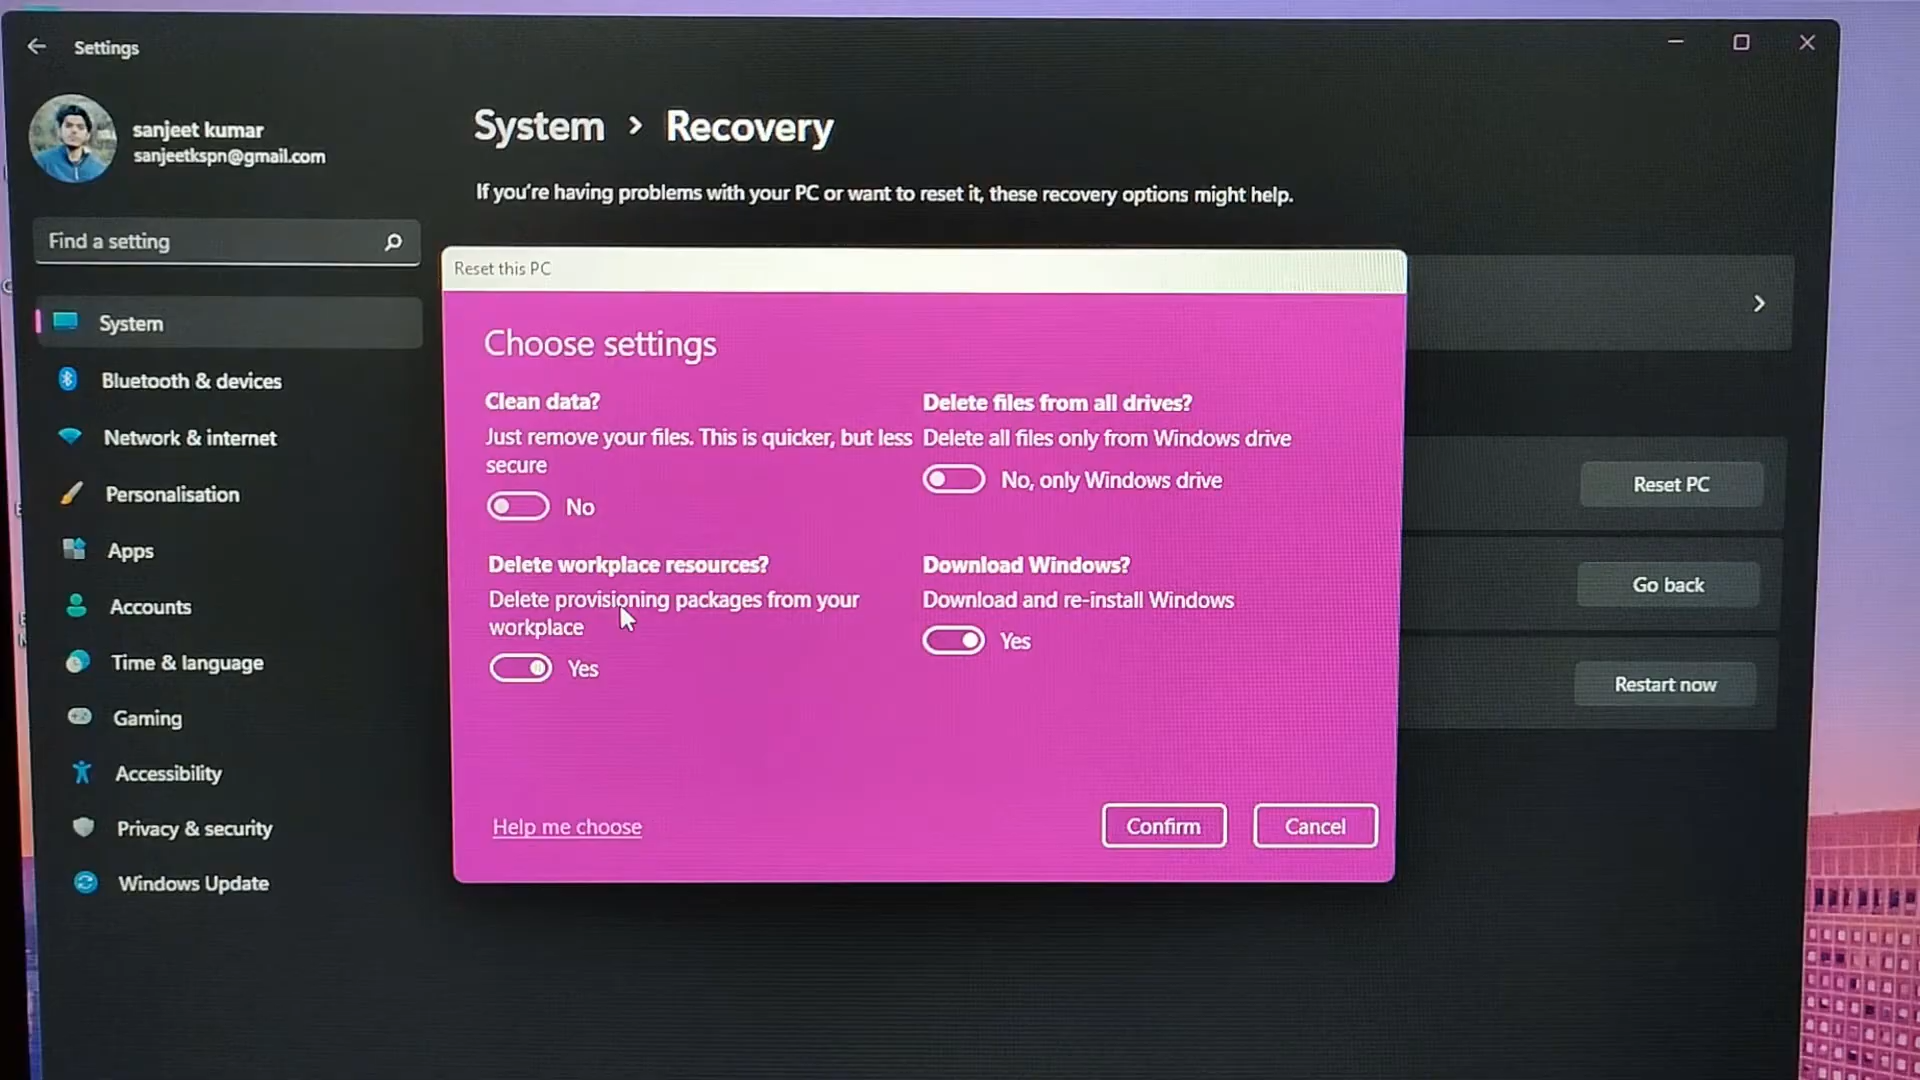 Settings
sanjeet kumar
sanjeetkspn@gmail.com
Find a setting
System
Bluetooth & devices
Network & internet
Personalisation
Apps
Accounts
Time & language
Gaming
Accessibility
Privacy & security
Windows Update
System > Recovery
If you're having problems with your PC or want to reset it, these recovery options might help.
Reset this PC
Choose settings
Clean data?
Just remove your files. This is quicker, but less
secure
No
Delete files from all drives?
Delete all files only from Windows drive
No, only Windows drive
Delete workplace resources?
Delete provisioning packages from your
workplace
Yes
Download Windows?
Download and re-install Windows
Yes
Help me choose
Confirm
Cancel
Reset PC
Go back
Restart now